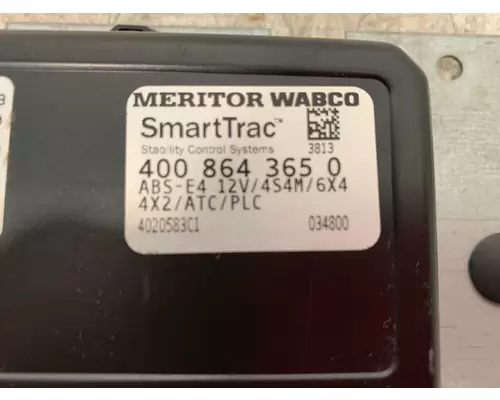 MERITOR WABCO
SmartTrac™
Stability Control Systems 3813
400 864 365 0
ABS-E4 12V/4S4M/6X4
4X2/ATC/PLC
4020583C1 034800